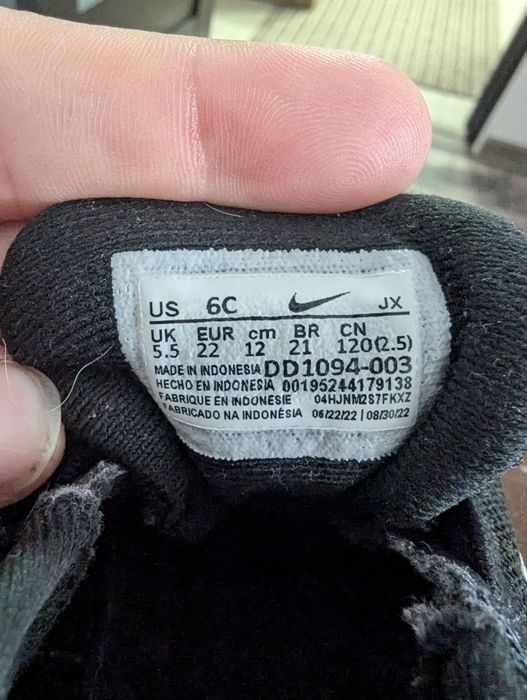 US 6C JX
UK EUR cm BR CN
5.5 22 12 21 120(2.5)
MADE IN INDONESIA DD1094-003
HECHO EN INDONESIA 00195244179138
FABRIQUE EN INDONESIE 04HJNM2S7FKXZ
FABRICADO NA INDONÉSIA 06/22/22 | 08/30/22